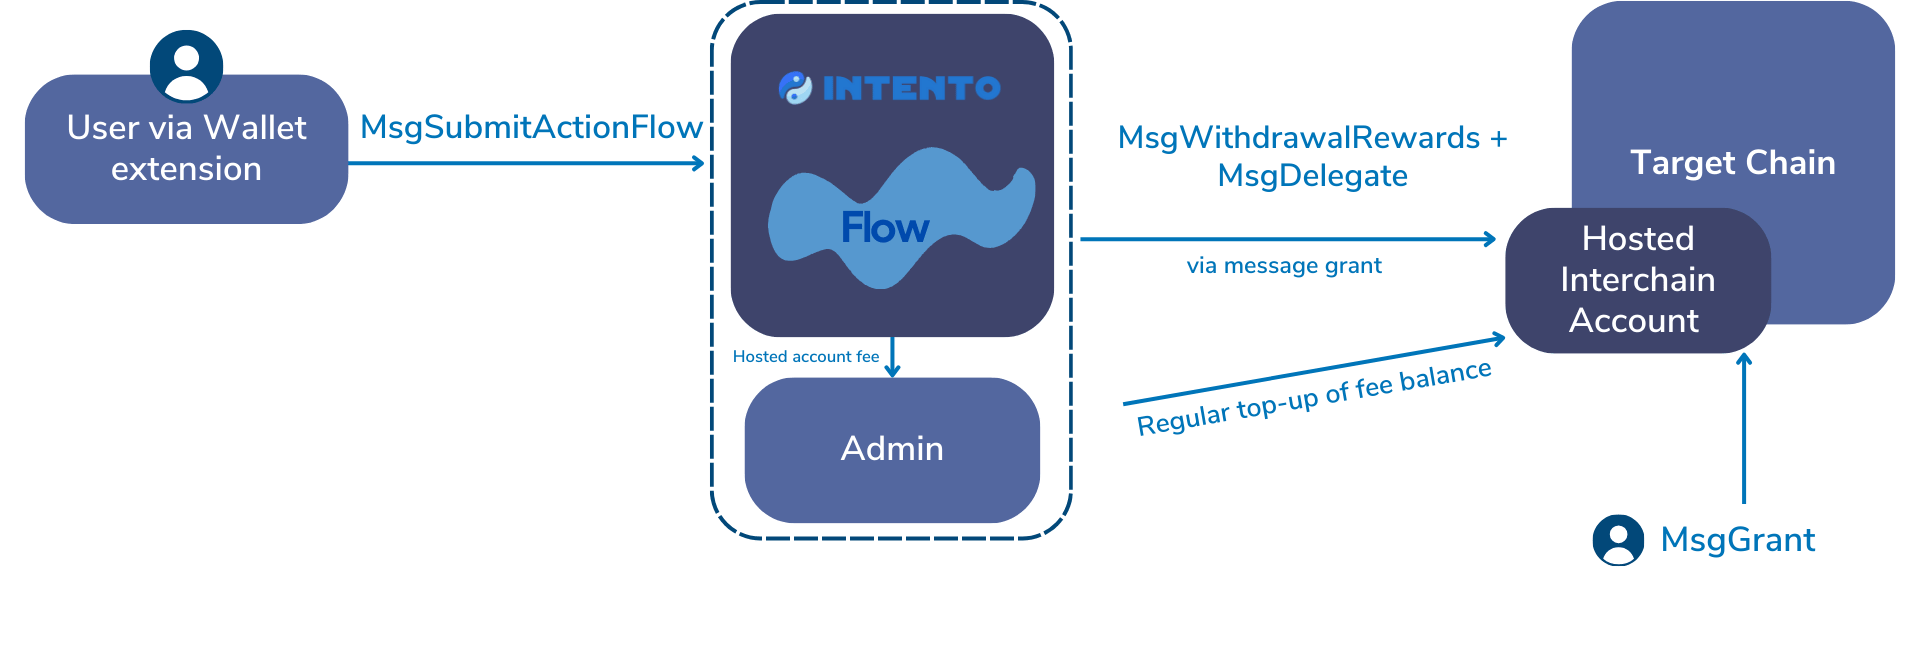 User via Wallet
extension
MsgSubmitActionFlow
INTENTO
Flow
Hosted account fee
Admin
MsgWithdrawalRewards +
MsgDelegate
via message grant
Regular top-up of fee balance
Target Chain
Hosted
Interchain
Account
MsgGrant